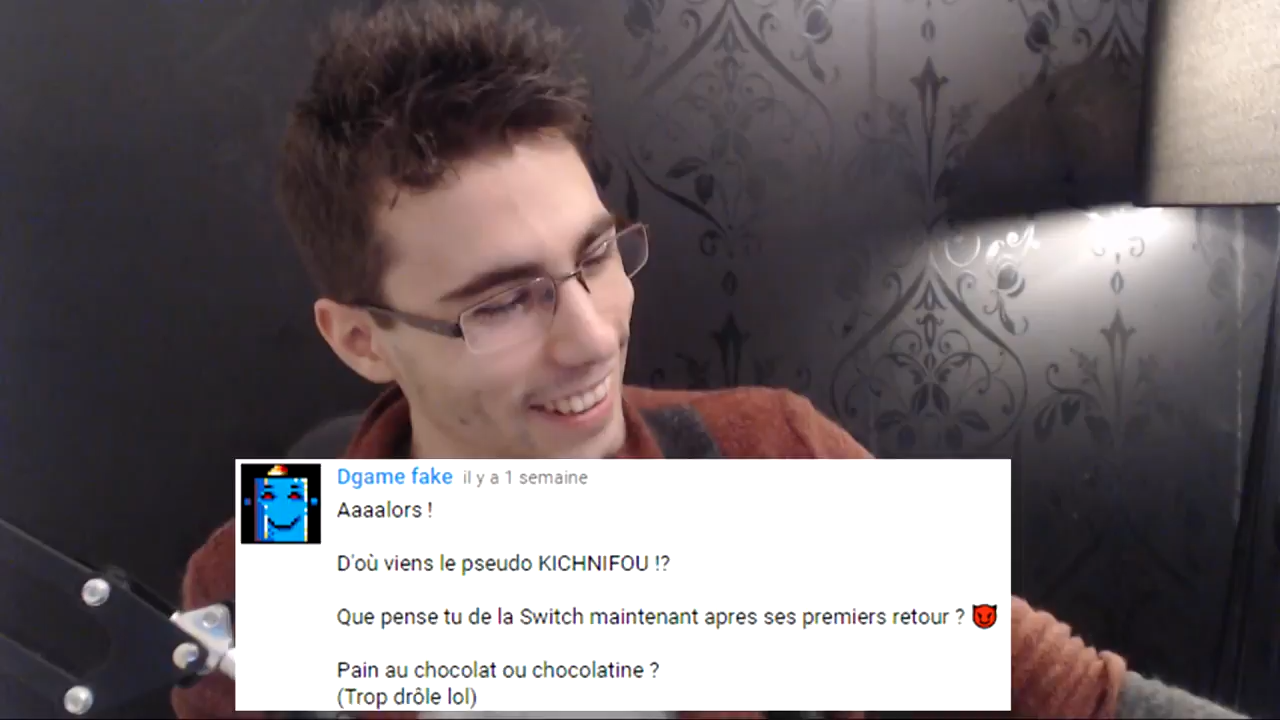 Dgame fake il y a 1 semaine
Aaaalors !
D'où viens le pseudo KICHNIFOU !?
Que pense tu de la Switch maintenant apres ses premiers retour ? 😈
Pain au chocolat ou chocolatine ?
(Trop drôle lol)